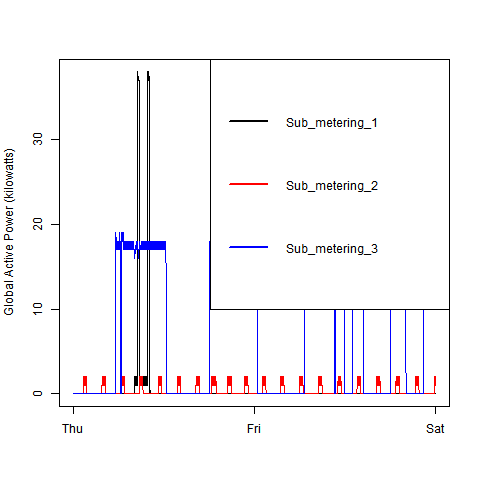 Global Active Power (kilowatts)
30
20
10
0
Sub_metering_1
Sub_metering_2
Sub_metering_3
Thu
Fri
Sat